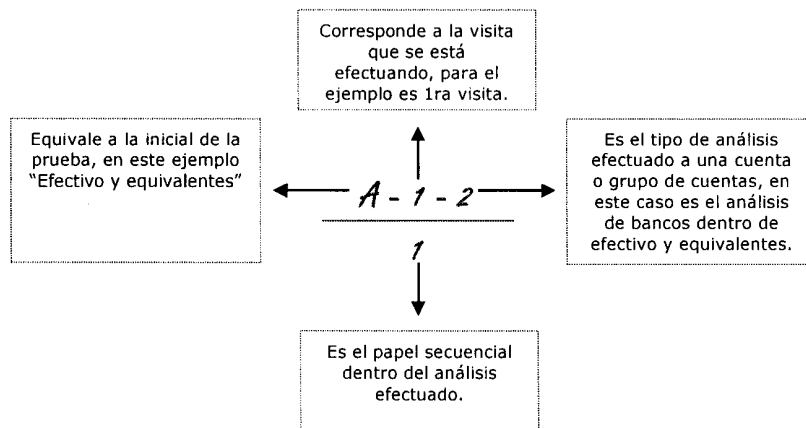 Corresponde a la visita
que se está
efectuando, para el
ejemplo es 1ra visita.
Equivale a la inicial de la
prueba, en este ejemplo
“Efectivo y equivalentes”
A - 1 - 2
1
Es el tipo de análisis
efectuado a una cuenta
o grupo de cuentas, en
este caso es el análisis
de bancos dentro de
efectivo y equivalentes.
Es el papel secuencial
dentro del análisis
efectuado.